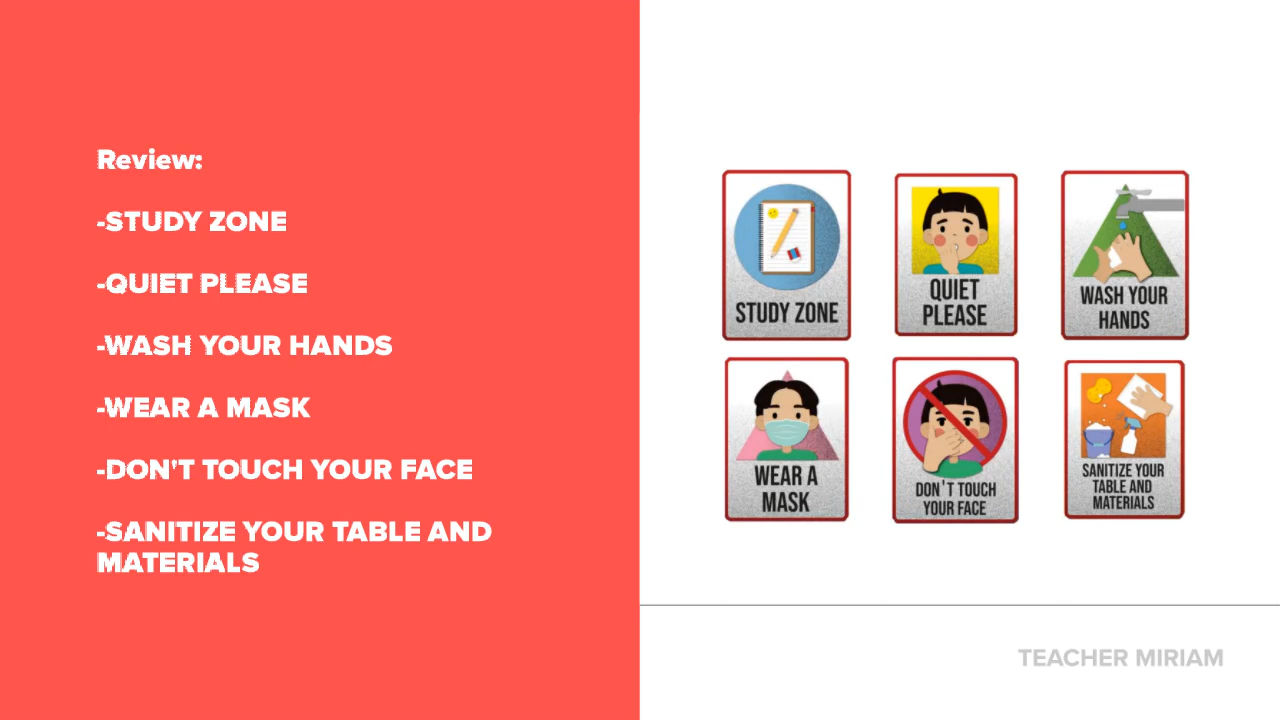 Review:
-STUDY ZONE
-QUIET PLEASE
-WASH YOUR HANDS
-WEAR A MASK
-DON'T TOUCH YOUR FACE
-SANITIZE YOUR TABLE AND
MATERIALS
STUDY ZONE
QUIET
PLEASE
WASH YOUR
HANDS
WEAR A
MASK
DON'T TOUCH
YOUR FACE
SANITIZE YOUR
TABLE AND
MATERIALS
TEACHER MIRIAM